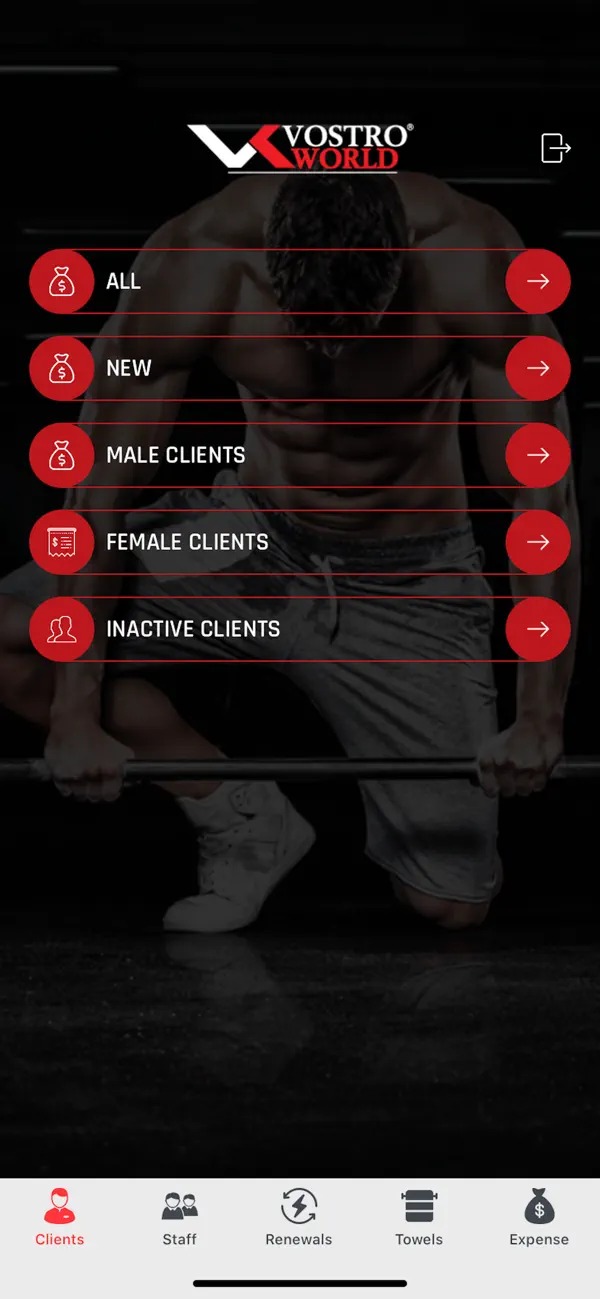 VOSTRO®
WORLD
ALL
NEW
MALE CLIENTS
FEMALE CLIENTS
INACTIVE CLIENTS
Clients
Staff
Renewals
Towels
Expense